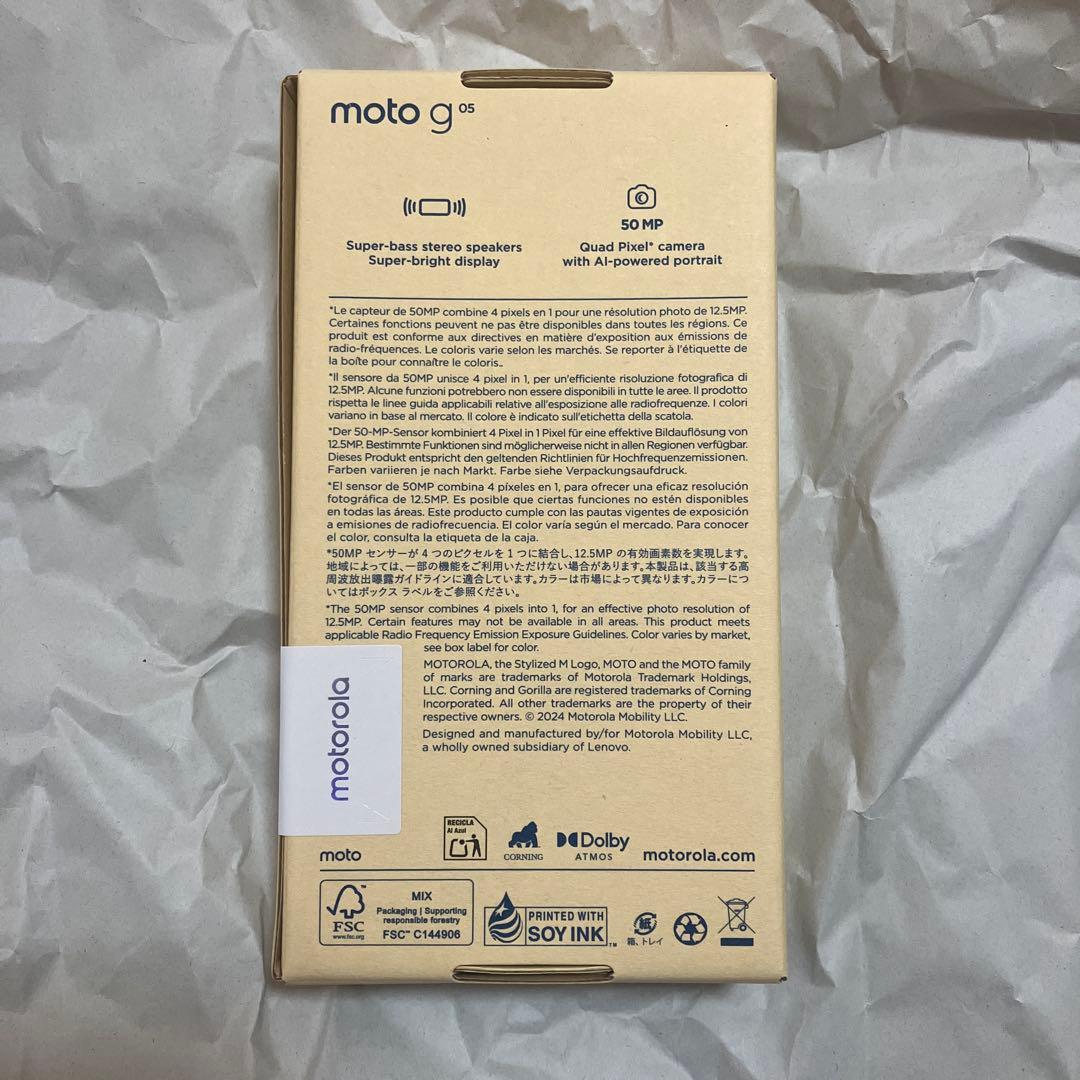 moto g 05
Super-bass stereo speakers
Super-bright display
50 MP
Quad Pixel* camera
with AI-powered portrait
*Le capteur de 50MP combine 4 pixels en 1 pour une résolution photo de 12.5MP.
Certaines fonctions peuvent ne pas être disponibles dans toutes les régions. Ce
produit est conforme aux directives en matière d'exposition aux émissions de
radio-fréquences. Le coloris varie selon les marchés. Se reporter à l'étiquette de
la boîte pour connaître le coloris..
*Il sensore da 50MP unisce 4 pixel in 1, per un'efficiente risoluzione fotografica di
12.5MP. Alcune funzioni potrebbero non essere disponibili in tutte le aree. Il prodotto
rispetta le linee guida applicabili relative all'esposizione alle radiofrequenze. I colori
variano in base al mercato. Il colore è indicato sull'etichetta della scatola.
*Der 50-MP-Sensor kombiniert 4 Pixel in 1 Pixel für eine effektive Bildauflösung von
12.5MP. Bestimmte Funktionen sind möglicherweise nicht in allen Regionen verfügbar.
Dieses Produkt entspricht den geltenden Richtlinien für Hochfrequenzemissionen.
Farben variieren je nach Markt. Farbe siehe Verpackungsaufdruck.
*El sensor de 50MP combina 4 píxeles en 1, para ofrecer una eficaz resolución
fotográfica de 12.5MP. Es posible que ciertas funciones no estén disponibles
en todas las áreas. Este producto cumple con las pautas vigentes de exposición
a emisiones de radiofrecuencia. El color varía según el mercado. Para conocer
el color, consulta la etiqueta de la caja.
*50MP センサーが 4 つのピクセルを 1 つに結合し、12.5MP の有効画素数を実現します。
地域によっては、一部の機能をご利用いただけない場合があります。本製品は、該当する高
周波放出曝露ガイドラインに適合しています。カラーは市場によって異なります。カラーにつ
いてはボックス ラベルをご参照ください。
*The 50MP sensor combines 4 pixels into 1, for an effective photo resolution of
12.5MP. Certain features may not be available in all areas. This product meets
applicable Radio Frequency Emission Exposure Guidelines. Color varies by market,
see box label for color.
MOTOROLA, the Stylized M Logo, MOTO and the MOTO family
of marks are trademarks of Motorola Trademark Holdings,
LLC. Corning and Gorilla are registered trademarks of Corning
Incorporated. All other trademarks are the property of their
respective owners. © 2024 Motorola Mobility LLC.
Designed and manufactured by/for Motorola Mobility LLC,
a wholly owned subsidiary of Lenovo.
motorola
moto
RECICLA
Al Azul
CORNING
Dolby
ATMOS
motorola.com
FSC™
www.fsc.org
MIX
Packaging | Supporting
responsible forestry
FSC™ C144906
PRINTED WITH
SOY INK™
紙
箱、トレイ